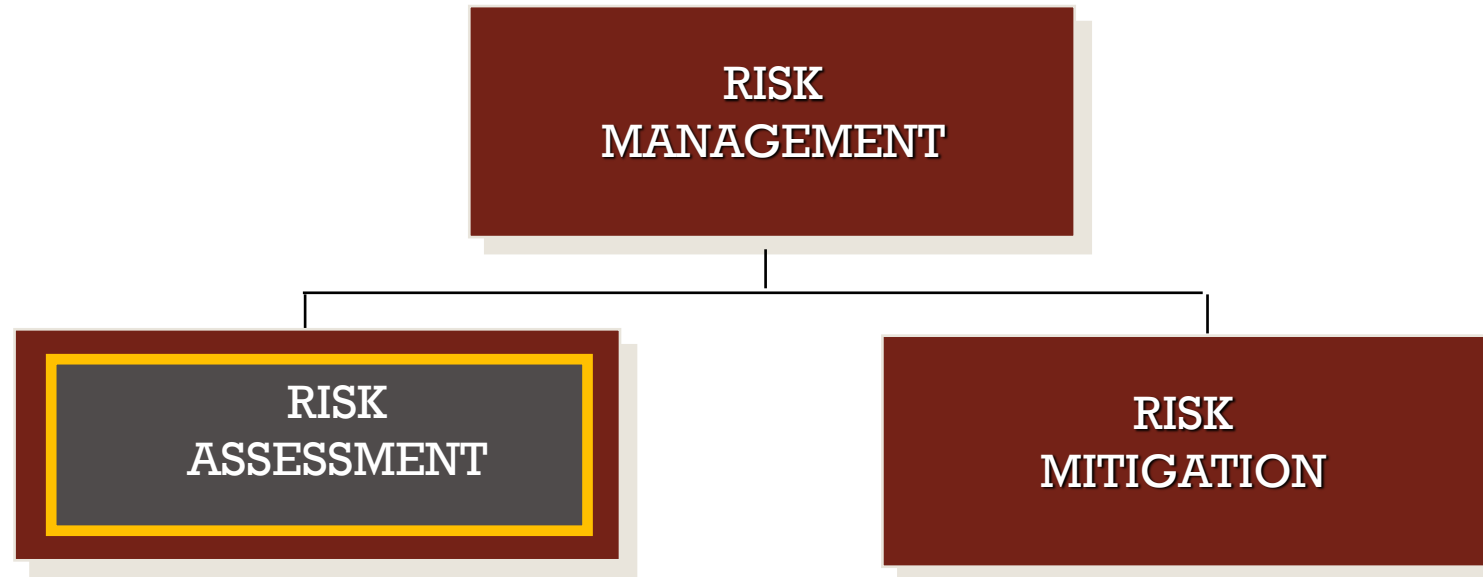 RISK
MANAGEMENT
RISK
ASSESSMENT
RISK
MITIGATION